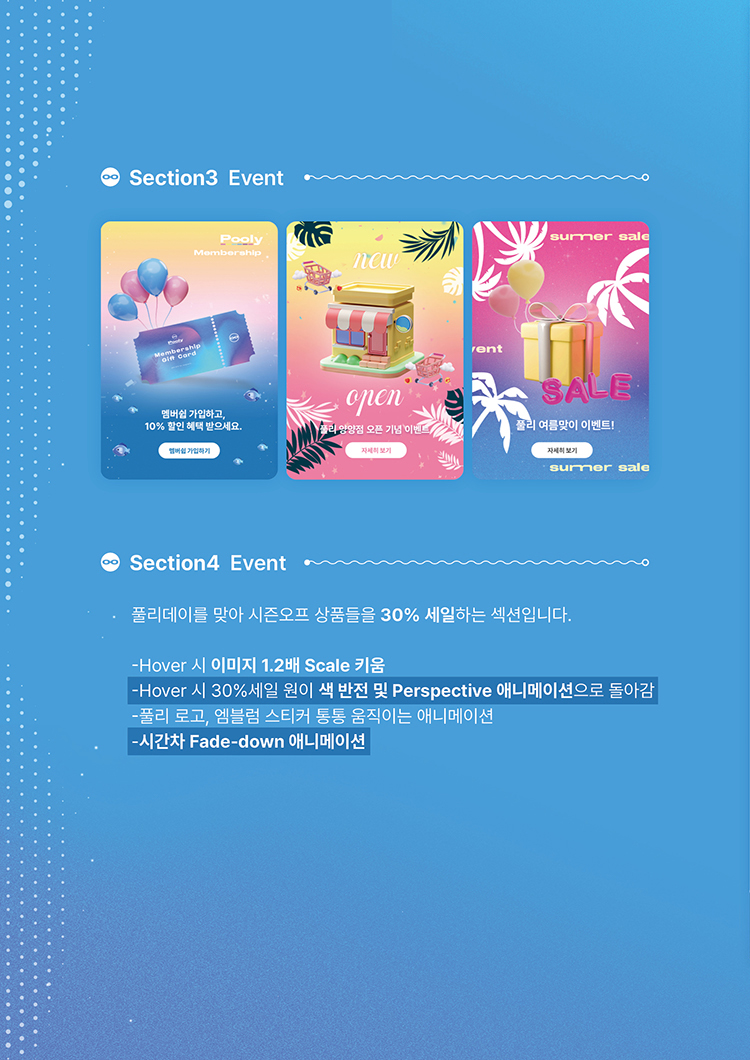 Section3 Event
Pooly
Membership
Pooly
Membership
Gift Card
멤버쉽 가입하고,
10% 할인 혜택 받으세요.
멤버쉽 가입하기
new
open
풀리 양양점 오픈 기념 이벤트
자세히 보기
summer sale
vent
SALE
풀리 여름맞이 이벤트!
자세히 보기
summer sale
Section4 Event
풀리데이를 맞아 시즌오프 상품들을 30% 세일하는 섹션입니다.
-Hover 시 이미지 1.2배 Scale 키움
-Hover 시 30%세일 원이 색 반전 및 Perspective 애니메이션으로 돌아감
-풀리 로고, 엠블럼 스티커 통통 움직이는 애니메이션
-시간차 Fade-down 애니메이션